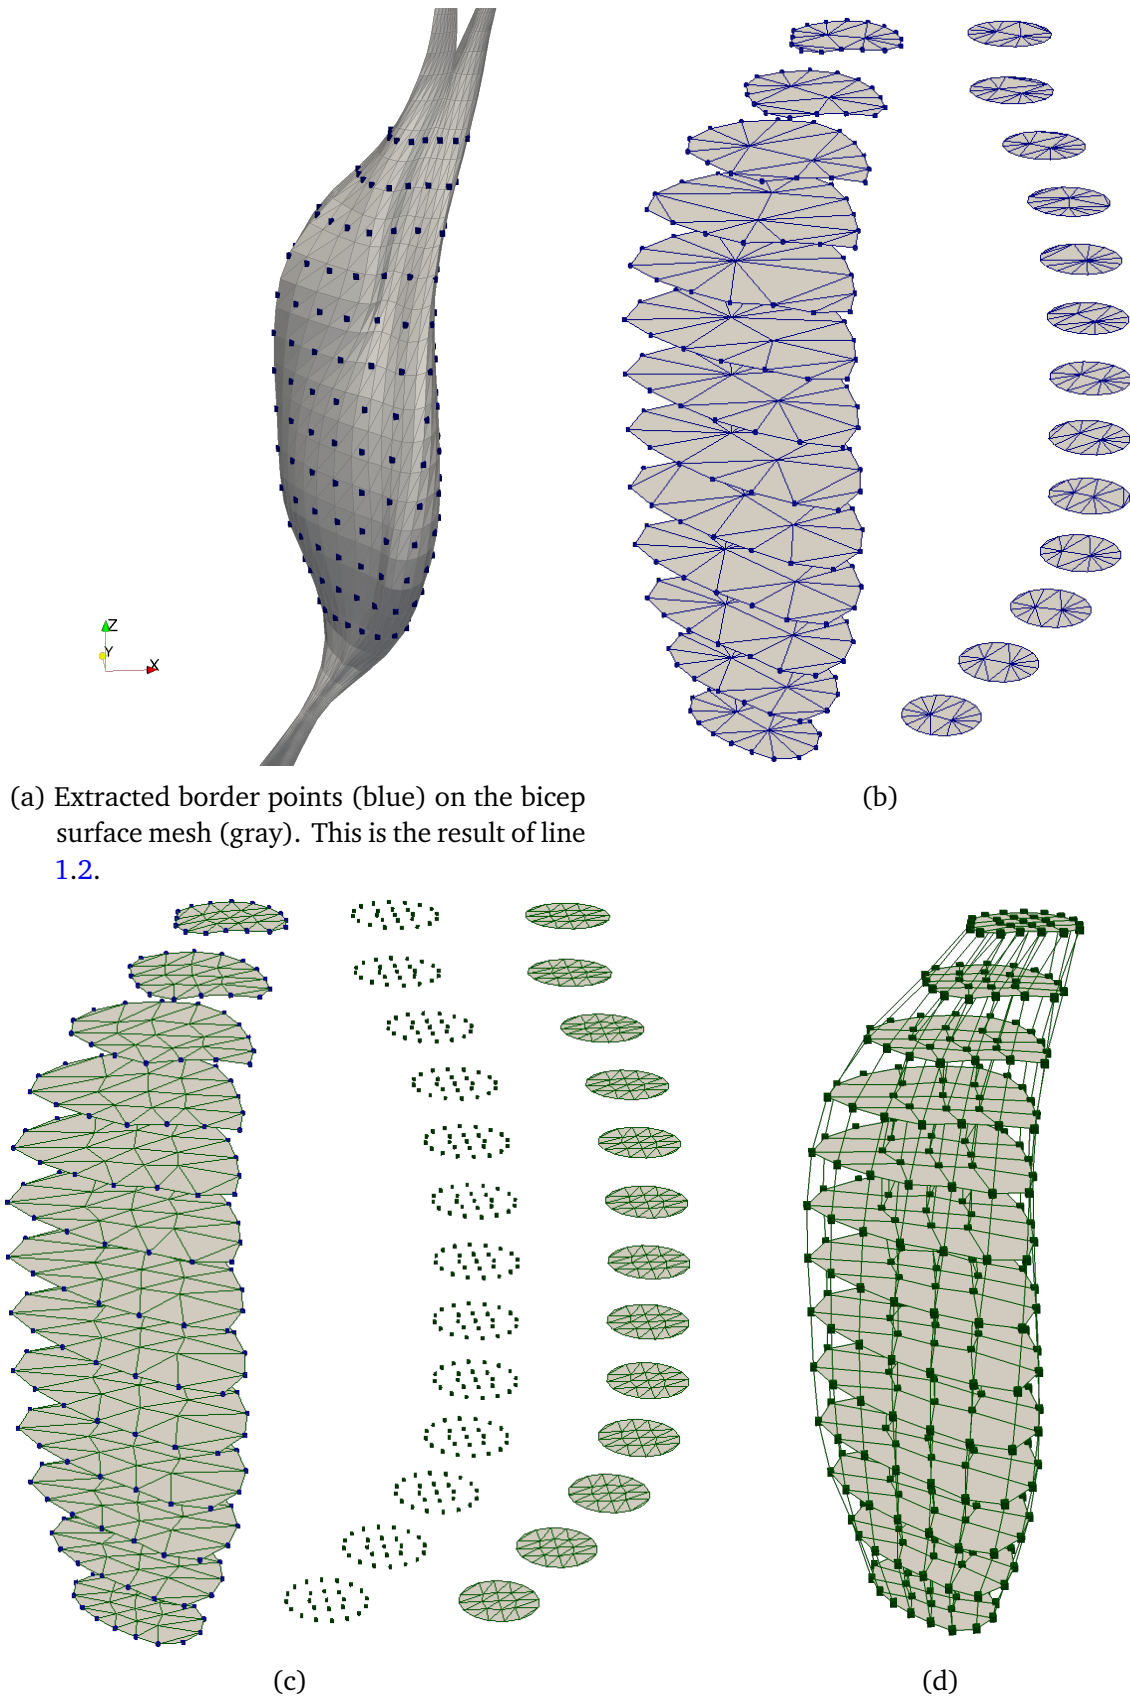 Z
Y
X
(a) Extracted border points (blue) on the bicep
surface mesh (gray). This is the result of line
1.2.
(b)
(c)
(d)